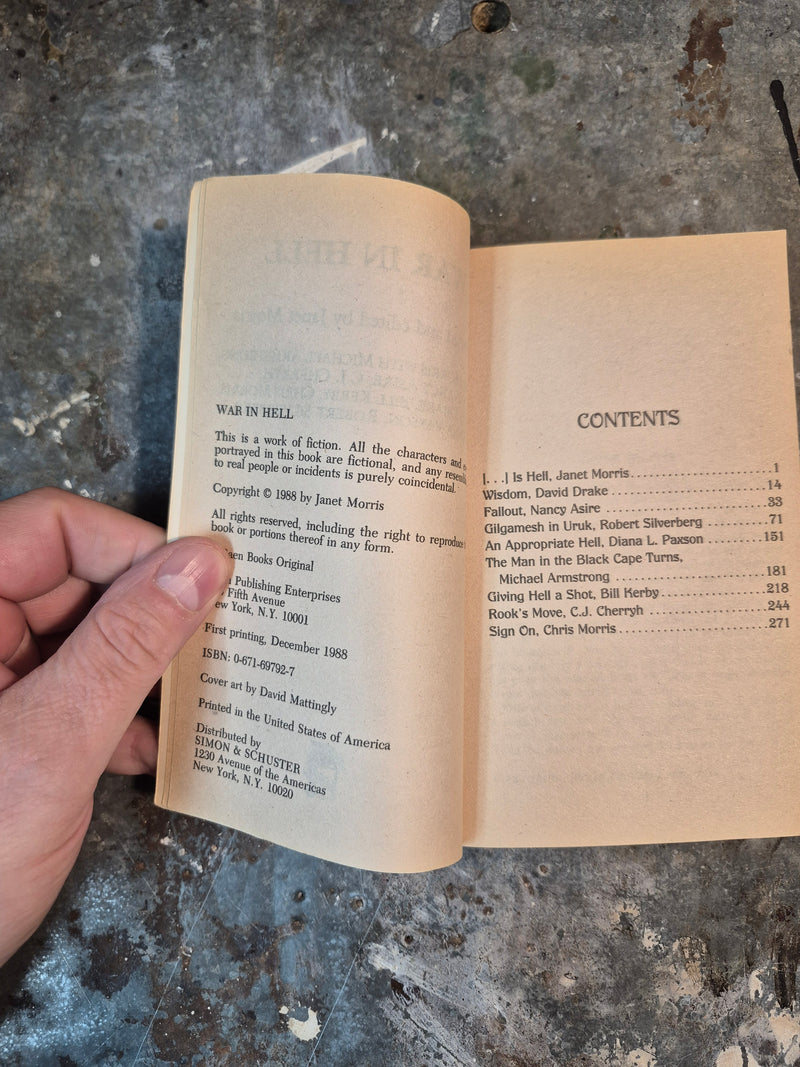 WAR IN HELL
This is a work of fiction. All the characters and
portrayed in this book are fictional, and any
to real people or incidents is purely coincidental.
Copyright © 1988 by Janet Morris
All rights reserved, including the right to reproduce
book or portions thereof in any form.
Books Original
Publishing Enterprises
Fifth Avenue
New York, N.Y. 10001
First printing, December 1988
ISBN: 0-671-69792-7
Cover art by David Mattingly
Printed in the United States of America
Distributed by
SIMON & SCHUSTER
1230 Avenue of the Americas
New York, N.Y. 10020
CONTENTS
[. . .] Is Hell, Janet Morris 1
Wisdom, David Drake 14
Fallout, Nancy Asire 33
Gilgamesh in Uruk, Robert Silverberg 71
An Appropriate Hell, Diana L. Paxson 151
The Man in the Black Cape Turns,
Michael Armstrong 181
Giving Hell a Shot, Bill Kerby 218
Rook's Move, C.J. Cherryh 244
Sign On, Chris Morris 271